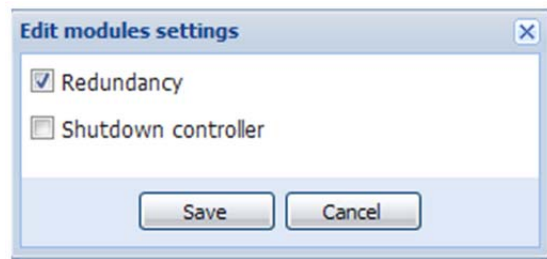 Edit modules settings
Redundancy
Shutdown controller
Save Cancel